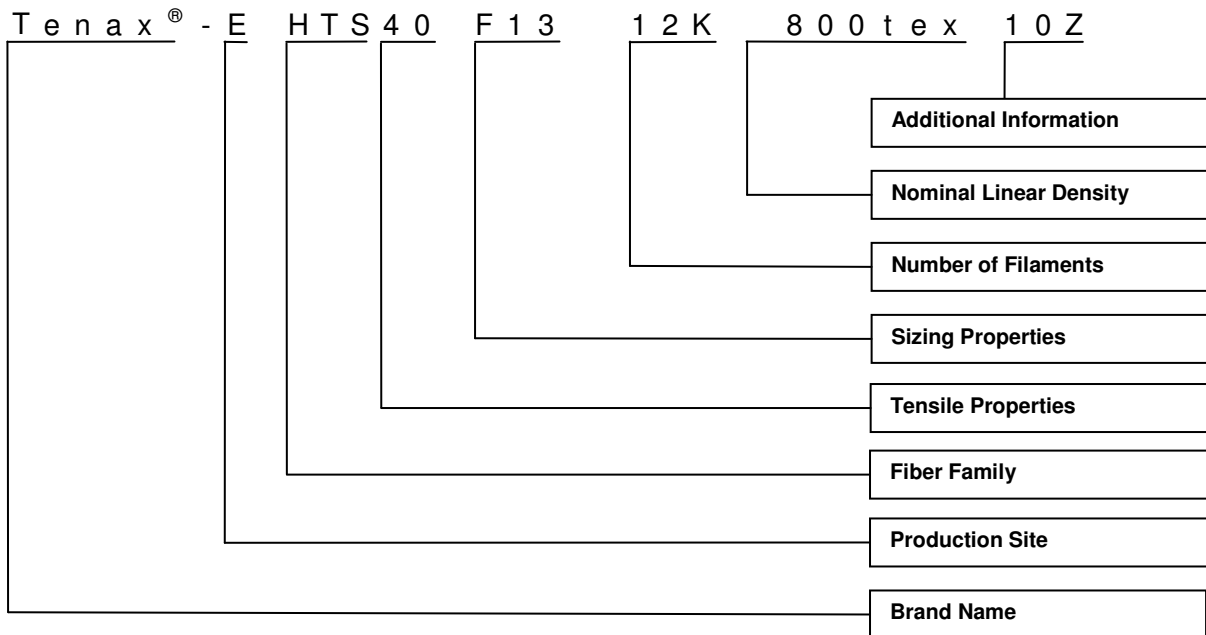 Tenax® - E HTS40 F13 12K 800tex 10Z
Additional Information
Nominal Linear Density
Number of Filaments
Sizing Properties
Tensile Properties
Fiber Family
Production Site
Brand Name